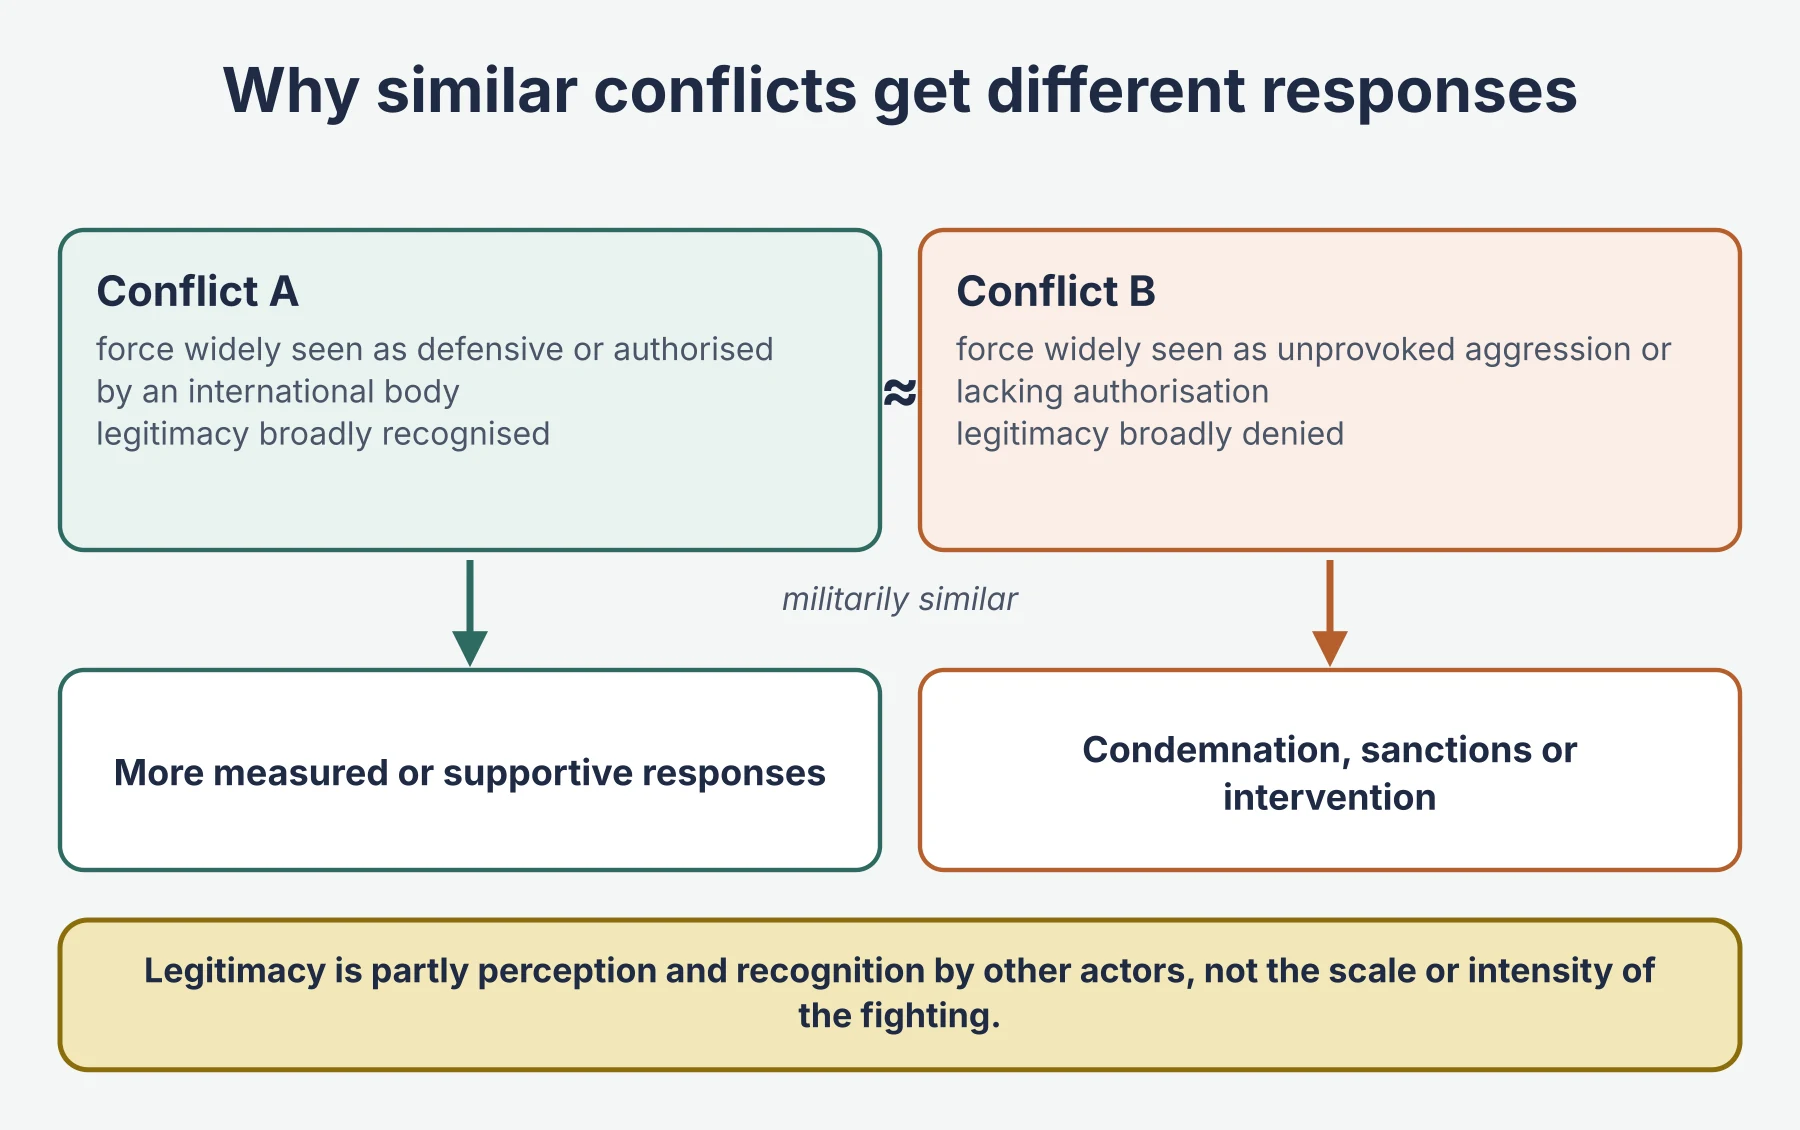 Why similar conflicts get different responses
Conflict A
force widely seen as defensive or authorised
by an international body
legitimacy broadly recognised
≈
Conflict B
force widely seen as unprovoked aggression or
lacking authorisation
legitimacy broadly denied
militarily similar
More measured or supportive responses
Condemnation, sanctions or
intervention
Legitimacy is partly perception and recognition by other actors, not the scale or intensity of
the fighting.